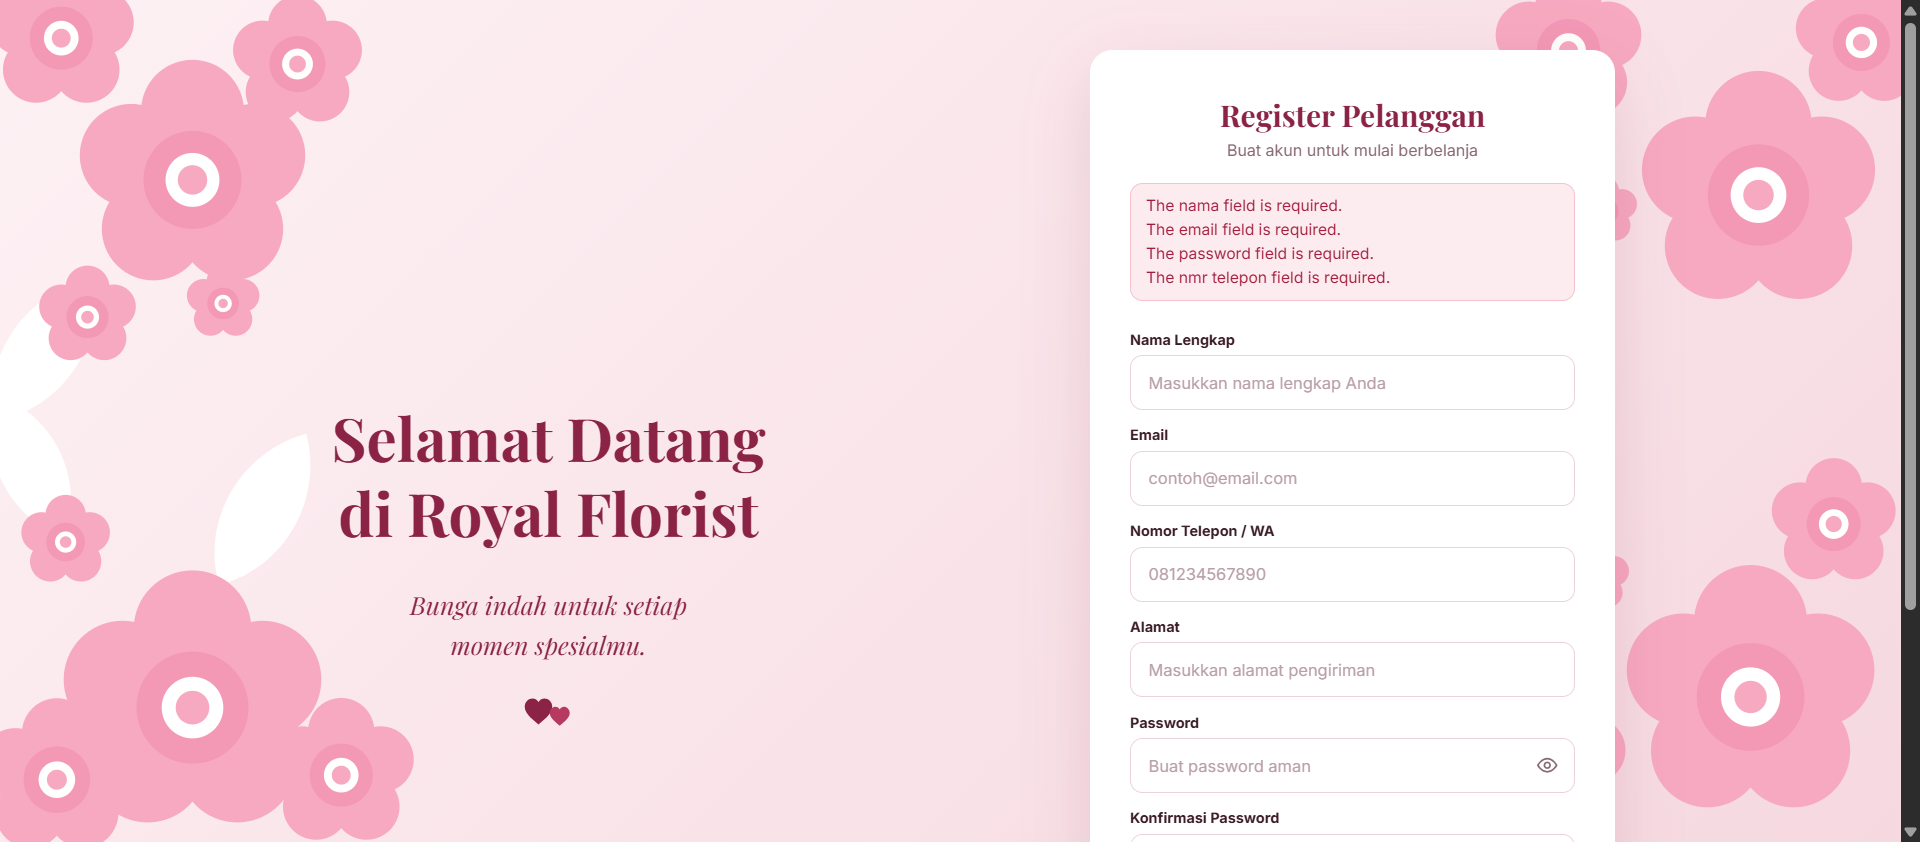 Selamat Datang
di Royal Florist
Bunga indah untuk setiap
momen spesialmu.
Register Pelanggan
Buat akun untuk mulai berbelanja
The nama field is required.
The email field is required.
The password field is required.
The nmr telepon field is required.
Nama Lengkap
Masukkan nama lengkap Anda
Email
contoh@email.com
Nomor Telepon / WA
081234567890
Alamat
Masukkan alamat pengiriman
Password
Buat password aman
Konfirmasi Password